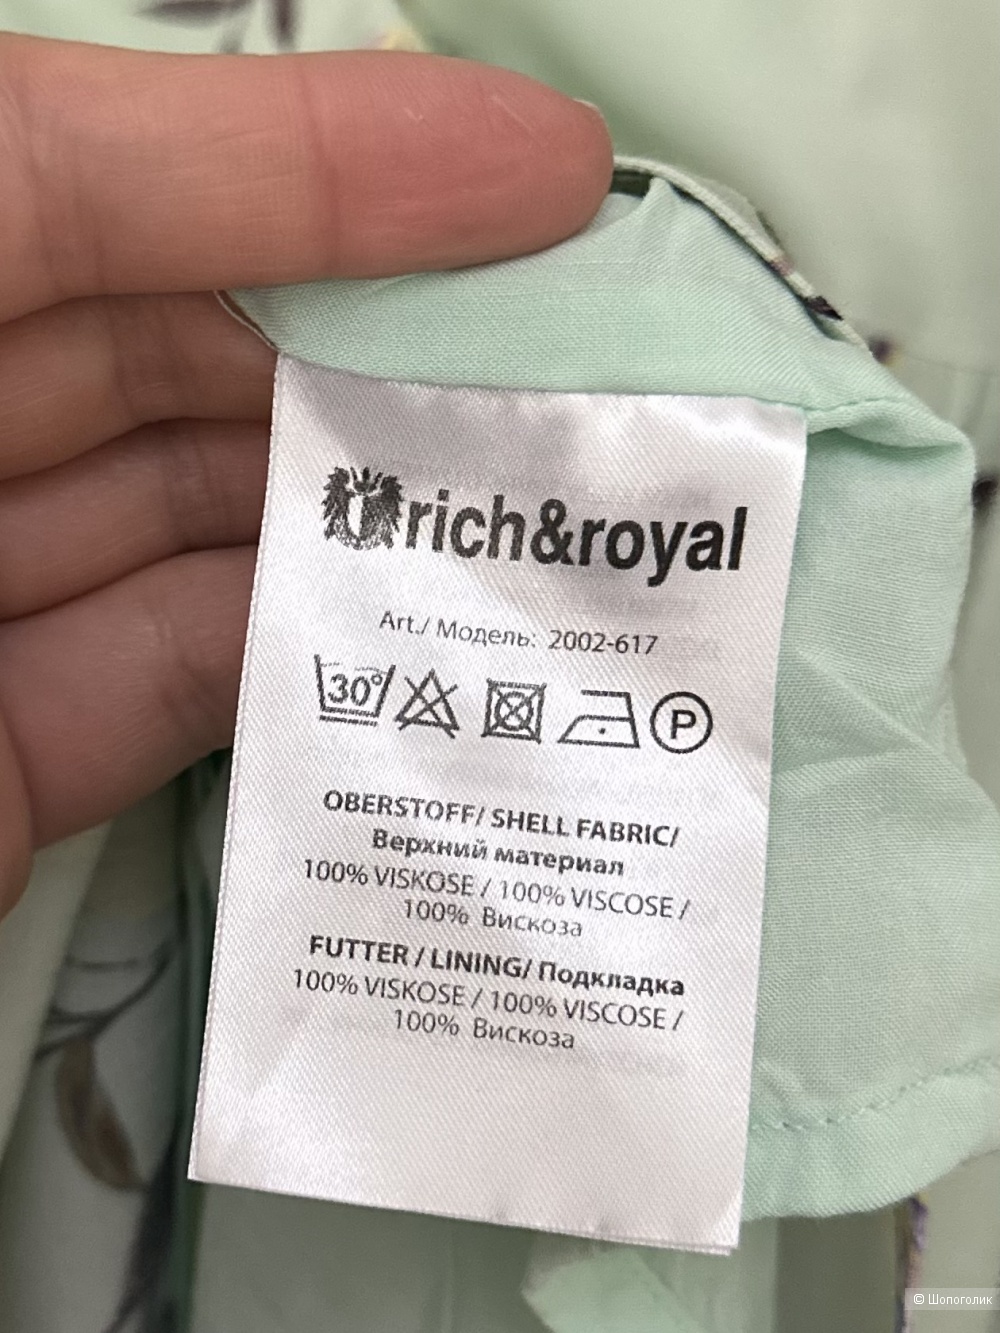 rich&royal
Art./ Модель: 2002-617
30°
P
OBERSTOFF/ SHELL FABRIC/
Верхний материал
100% VISKOSE / 100% VISCOSE /
100% Вискоза
FUTTER / LINING/ Подкладка
100% VISKOSE / 100% VISCOSE /
100% Вискоза
© Шопоголик